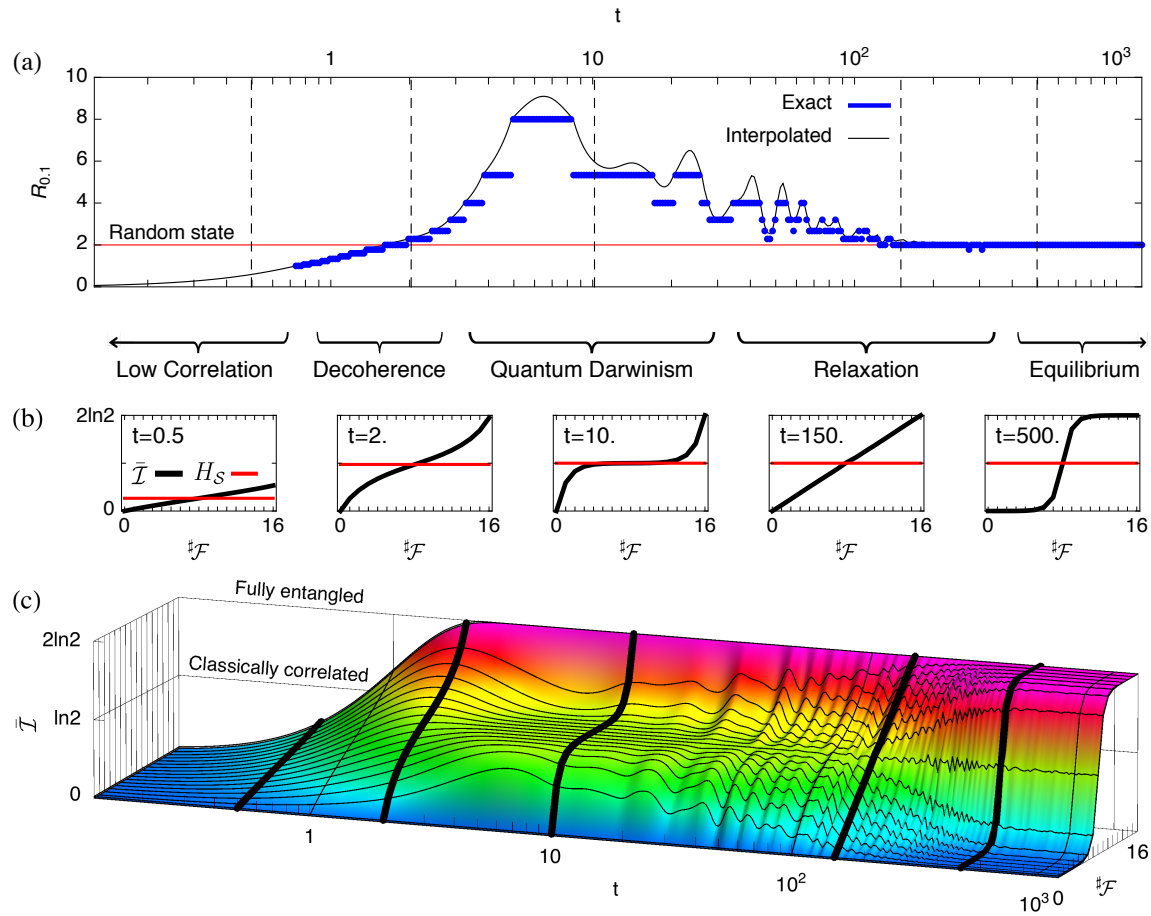 t
(a)
1 10 10² 10³
10
8
6
4
2
0
R₀.₁
Exact
Interpolated
Random state
Low Correlation Decoherence Quantum Darwinism Relaxation Equilibrium
(b)
2ln2
0
t=0.5 t=2. t=10. t=150. t=500.
Ī H𝒮
0 16 0 16 0 16 0 16 0 16
♯ℱ ♯ℱ ♯ℱ ♯ℱ ♯ℱ
(c)
Fully entangled
Classically correlated
2ln2
ln2
0
Ī
1 10 10² 10³
t
0 16
♯ℱ